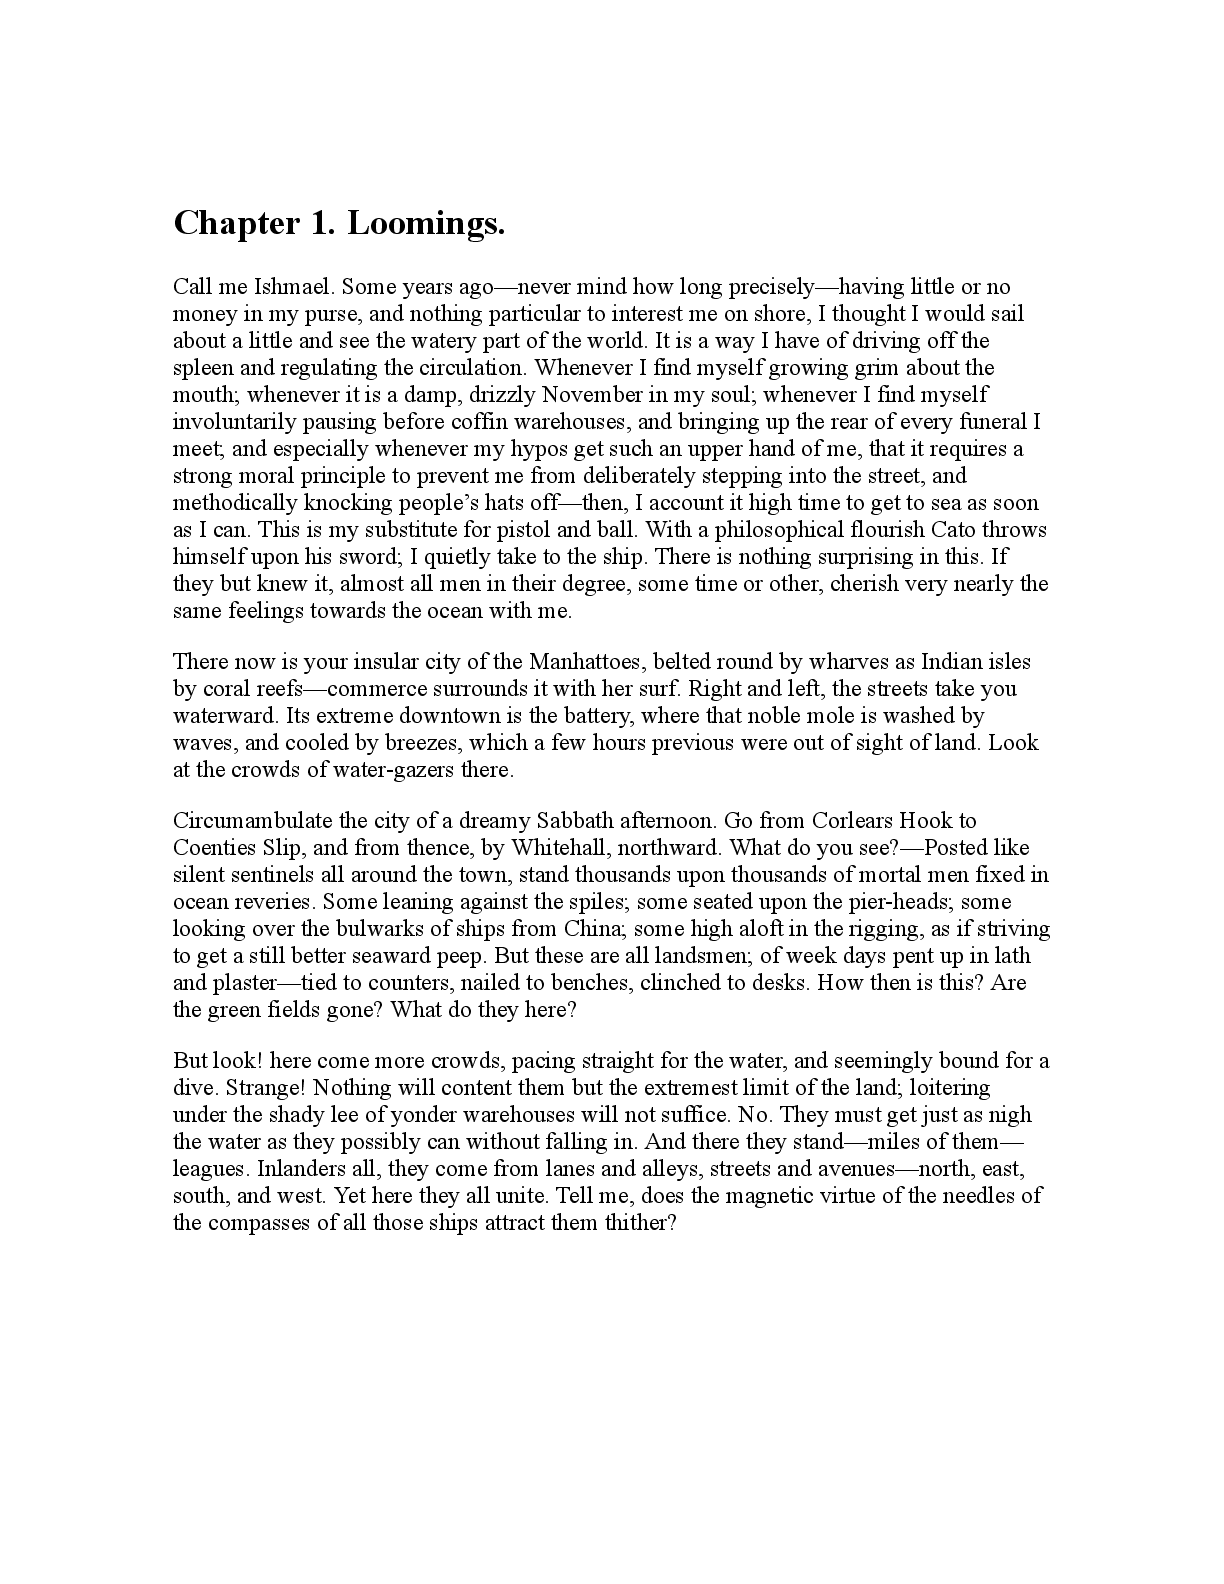 Chapter 1. Loomings.
Call me Ishmael. Some years ago—never mind how long precisely—having little or no
money in my purse, and nothing particular to interest me on shore, I thought I would sail
about a little and see the watery part of the world. It is a way I have of driving off the
spleen and regulating the circulation. Whenever I find myself growing grim about the
mouth; whenever it is a damp, drizzly November in my soul; whenever I find myself
involuntarily pausing before coffin warehouses, and bringing up the rear of every funeral I
meet; and especially whenever my hypos get such an upper hand of me, that it requires a
strong moral principle to prevent me from deliberately stepping into the street, and
methodically knocking people’s hats off—then, I account it high time to get to sea as soon
as I can. This is my substitute for pistol and ball. With a philosophical flourish Cato throws
himself upon his sword; I quietly take to the ship. There is nothing surprising in this. If
they but knew it, almost all men in their degree, some time or other, cherish very nearly the
same feelings towards the ocean with me.
There now is your insular city of the Manhattoes, belted round by wharves as Indian isles
by coral reefs—commerce surrounds it with her surf. Right and left, the streets take you
waterward. Its extreme downtown is the battery, where that noble mole is washed by
waves, and cooled by breezes, which a few hours previous were out of sight of land. Look
at the crowds of water-gazers there.
Circumambulate the city of a dreamy Sabbath afternoon. Go from Corlears Hook to
Coenties Slip, and from thence, by Whitehall, northward. What do you see?—Posted like
silent sentinels all around the town, stand thousands upon thousands of mortal men fixed in
ocean reveries. Some leaning against the spiles; some seated upon the pier-heads; some
looking over the bulwarks of ships from China; some high aloft in the rigging, as if striving
to get a still better seaward peep. But these are all landsmen; of week days pent up in lath
and plaster—tied to counters, nailed to benches, clinched to desks. How then is this? Are
the green fields gone? What do they here?
But look! here come more crowds, pacing straight for the water, and seemingly bound for a
dive. Strange! Nothing will content them but the extremest limit of the land; loitering
under the shady lee of yonder warehouses will not suffice. No. They must get just as nigh
the water as they possibly can without falling in. And there they stand—miles of them—
leagues. Inlanders all, they come from lanes and alleys, streets and avenues—north, east,
south, and west. Yet here they all unite. Tell me, does the magnetic virtue of the needles of
the compasses of all those ships attract them thither?